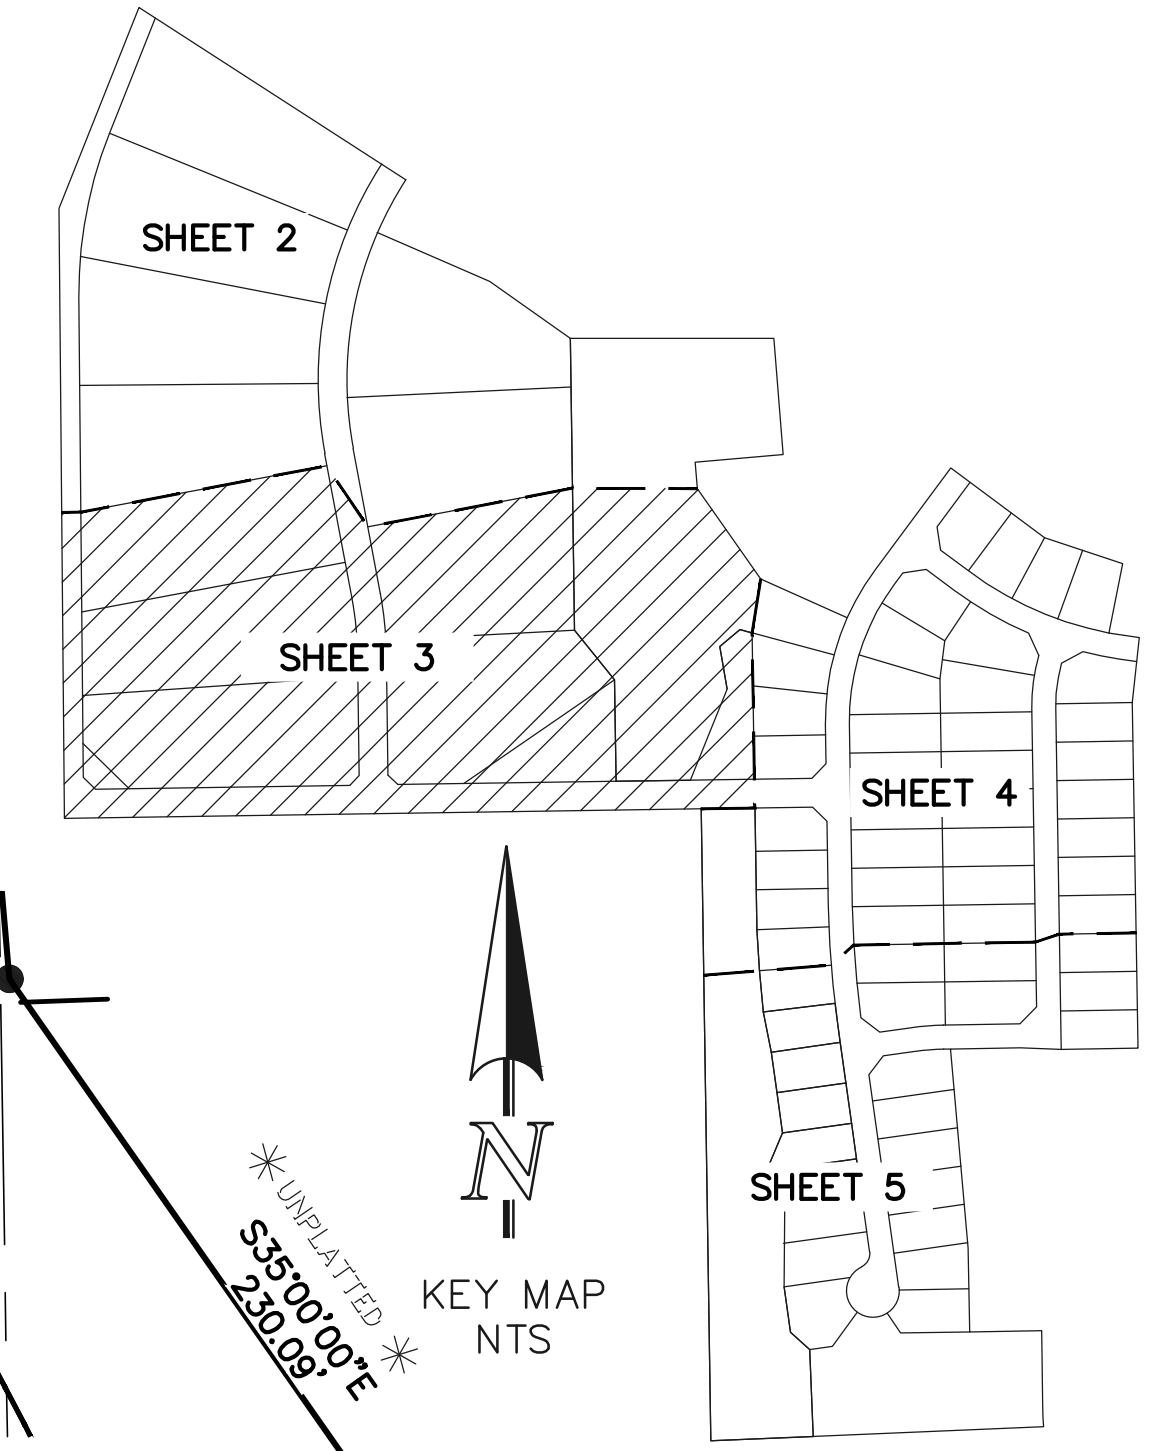 SHEET 2
SHEET 3
SHEET 4
SHEET 5
N
KEY MAP
NTS
* UNPLATTED *
S35°00'00"E
230.09'